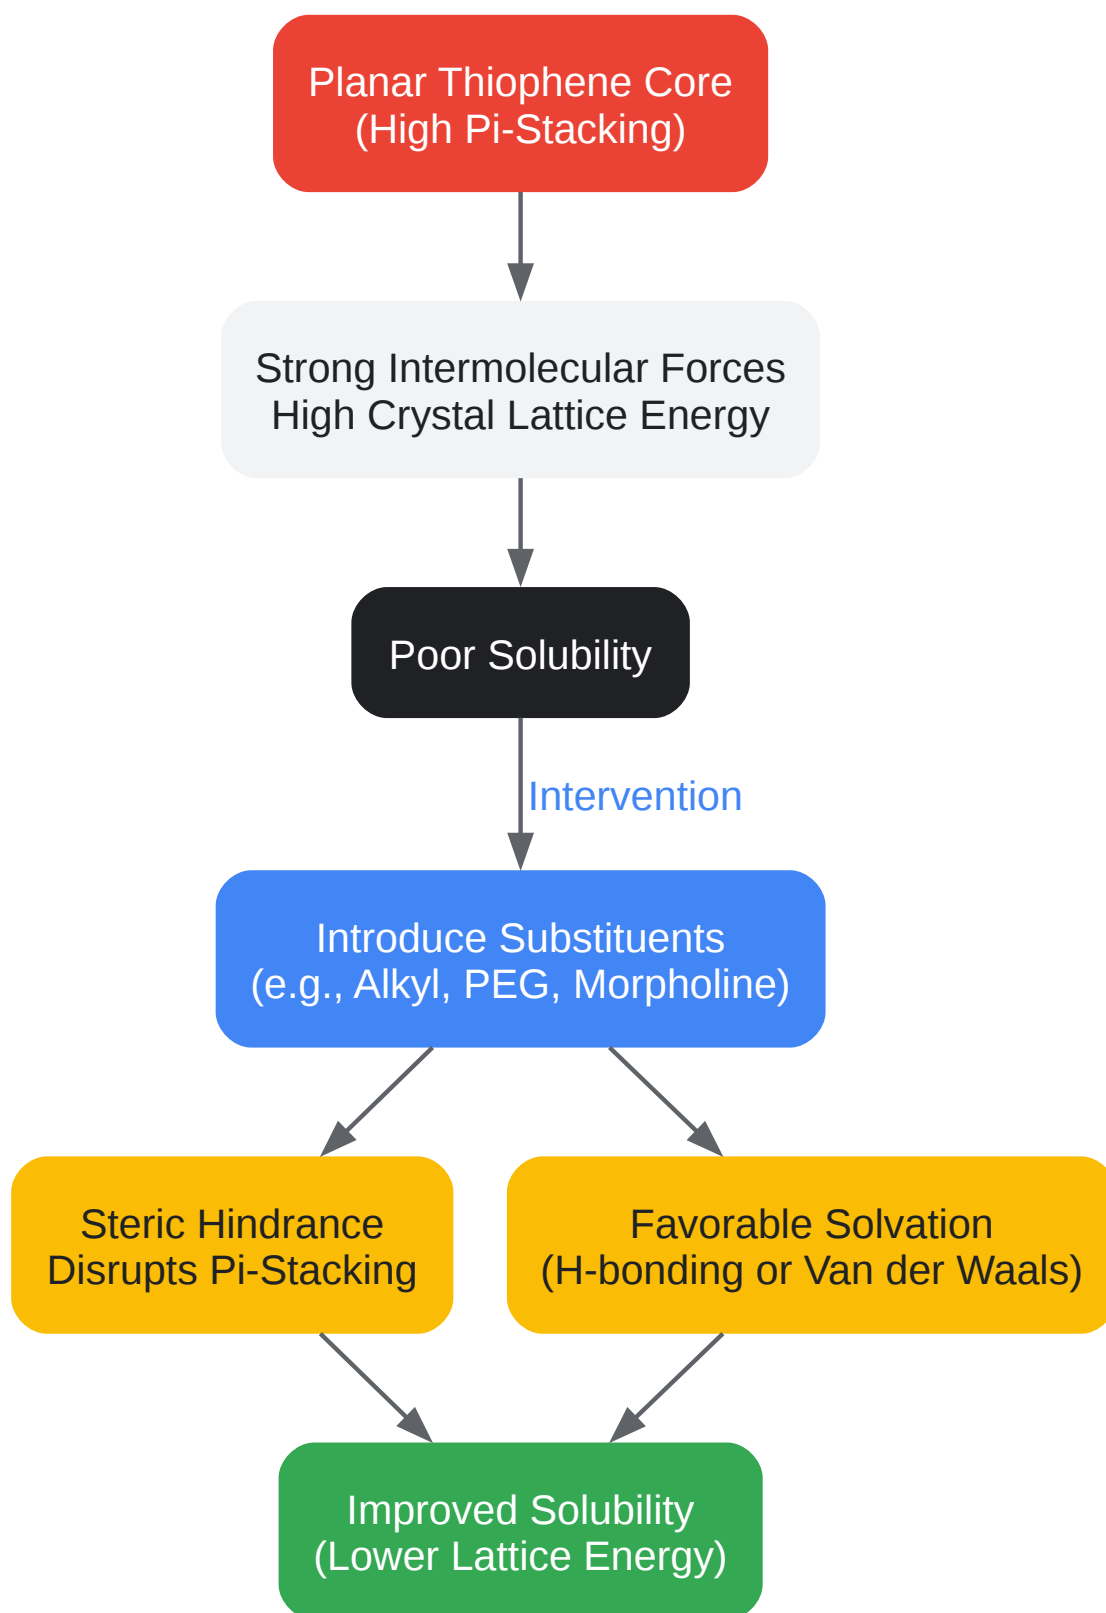 Planar Thiophene Core
(High Pi-Stacking)
Strong Intermolecular Forces
High Crystal Lattice Energy
Poor Solubility
Intervention
Introduce Substituents
(e.g., Alkyl, PEG, Morpholine)
Steric Hindrance
Disrupts Pi-Stacking
Favorable Solvation
(H-bonding or Van der Waals)
Improved Solubility
(Lower Lattice Energy)